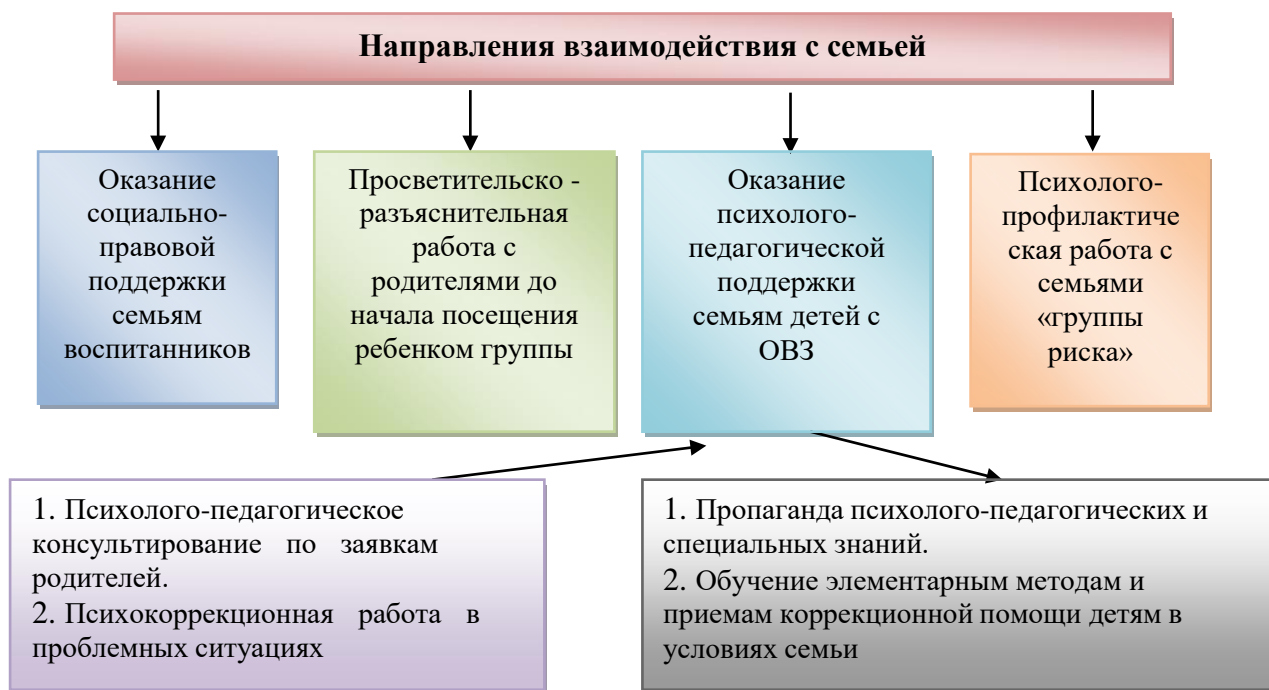 Направления взаимодействия с семьей
Оказание
социально-
правовой
поддержки
семьям
воспитанников
Просветительско -
разъяснительная
работа с
родителями до
начала посещения
ребенком группы
Оказание
психолого-
педагогической
поддержки
семьям детей с
ОВЗ
Психолого-
профилактиче
ская работа с
семьями
«группы
риска»
1. Психолого-педагогическое
консультирование по заявкам
родителей.
2. Психокоррекционная работа в
проблемных ситуациях
1. Пропаганда психолого-педагогических и
специальных знаний.
2. Обучение элементарным методам и
приемам коррекционной помощи детям в
условиях семьи